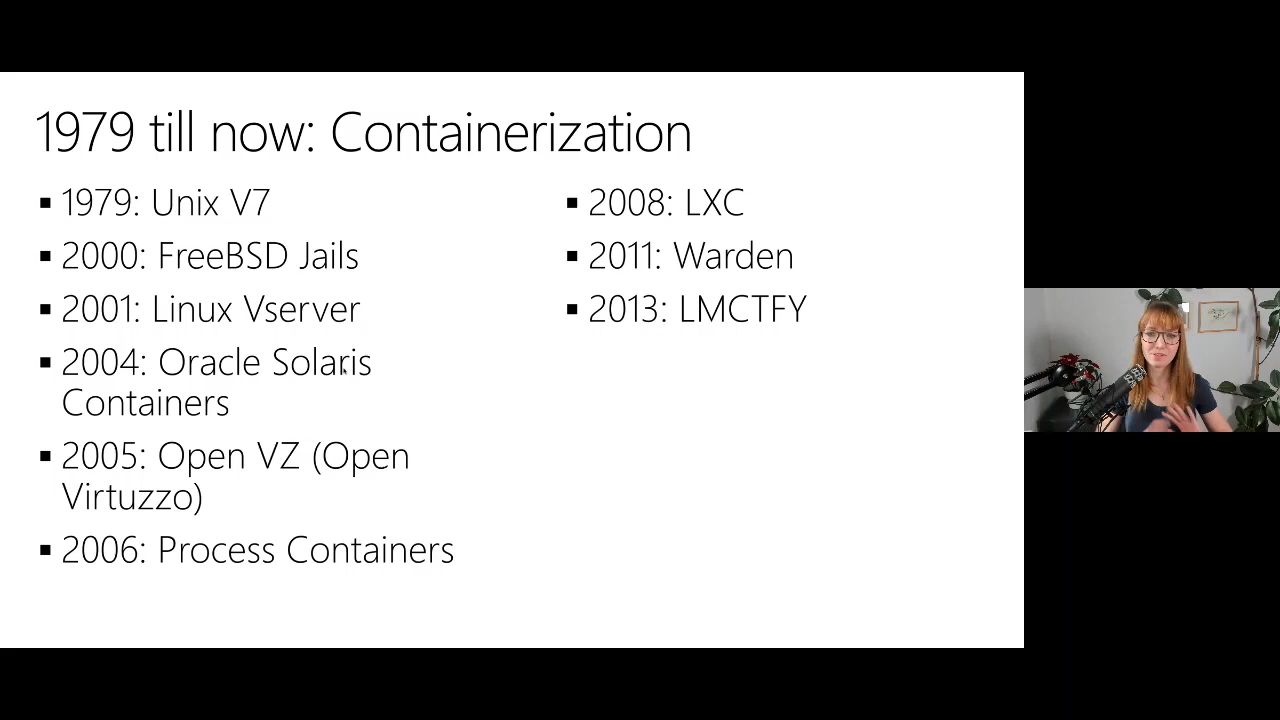 1979 till now: Containerization
▪ 1979: Unix V7
▪ 2000: FreeBSD Jails
▪ 2001: Linux Vserver
▪ 2004: Oracle Solaris
Containers
▪ 2005: Open VZ (Open
Virtuzzo)
▪ 2006: Process Containers
▪ 2008: LXC
▪ 2011: Warden
▪ 2013: LMCTFY